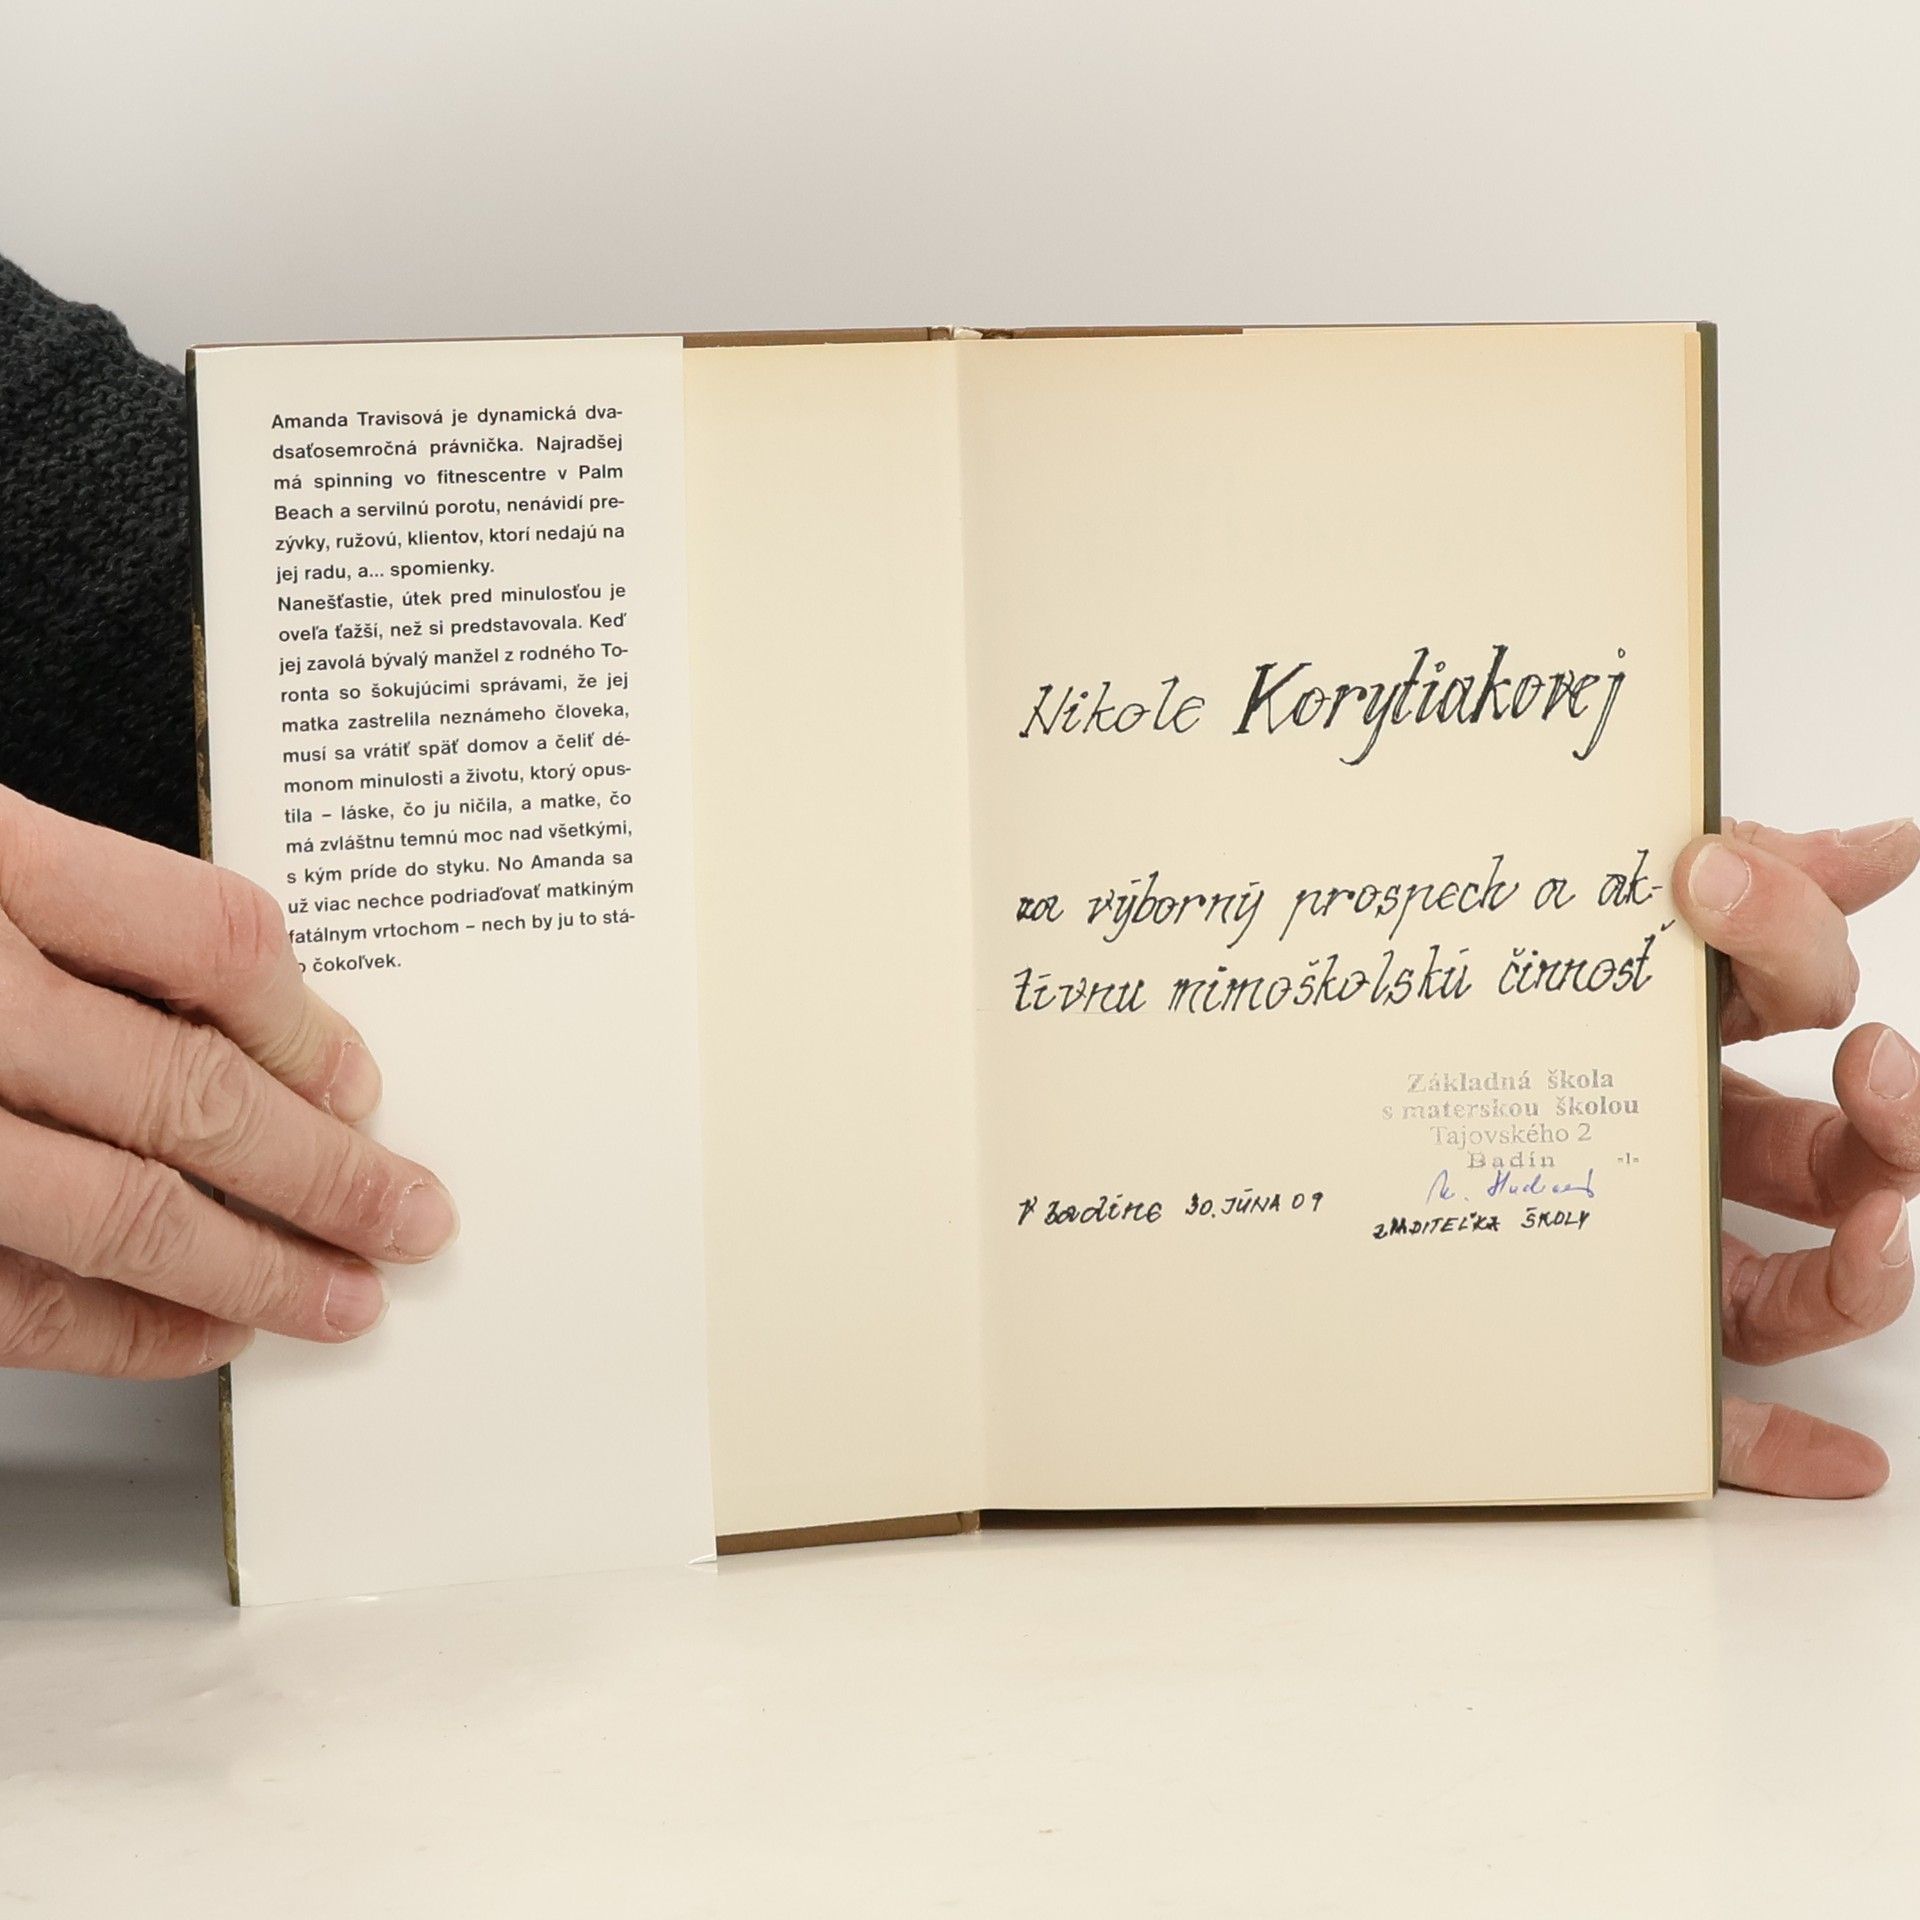 Amanda Travisová je dynamická dva-
dsaťosemročná právnička. Najradšej
má spinning vo fitnescentre v Palm
Beach a servilnú porotu, nenávidí pre-
zývky, ružovú, klientov, ktorí nedajú na
jej radu, a... spomienky.
Nanešťastie, útek pred minulosťou je
oveľa ťažší, než si predstavovala. Keď
jej zavolá bývalý manžel z rodného To-
ronta so šokujúcimi správami, že jej
matka zastrelila neznámeho človeka,
musí sa vrátiť späť domov a čeliť dé-
monom minulosti a životu, ktorý opus-
tila – láske, čo ju ničila, a matke, čo
má zvláštnu temnú moc nad všetkými,
s kým príde do styku. No Amanda sa
už viac nechce podriaďovať matkiným
fatálnym vrtochom – nech by ju to stá-
o čokoľvek.
Nikole Korytiakovej
za výborný prospech a ak-
tívnu mimoškolskú činnosť
Základná škola
s materskou školou
Tajovského 2
Badín -1-
V Badíne 30. JÚNA 09
RIADITEĽKA ŠKOLY